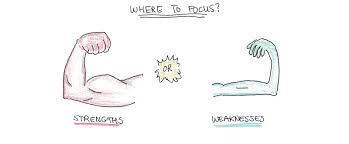 WHERE TO FOCUS?
OR
STRENGTHS
WEAKNESSES